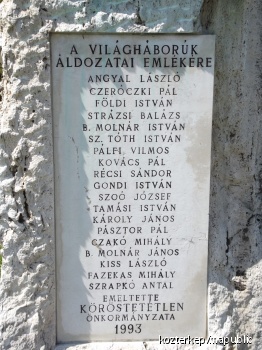 A VILÁGHÁBORÚK
ÁLDOZATAI EMLÉKÉRE
ANGYAL LÁSZLÓ
CZERÓCZKI PÁL
FÖLDI ISTVÁN
STRÁZSI BALÁZS
B. MOLNÁR ISTVÁN
SZ. TÓTH ISTVÁN
PÁLFI VILMOS
KOVÁCS PÁL
RÉCSI SÁNDOR
GONDI ISTVÁN
SZOÓ JÓZSEF
TAMÁSI ISTVÁN
KÁROLY JÁNOS
PÁSZTOR PÁL
CZAKÓ MIHÁLY
B. MOLNÁR JÁNOS
KISS LÁSZLÓ
FAZEKAS MIHÁLY
SZRAPKÓ ANTAL
EMELTETTE
KÖRÖSTETÉTLEN
ÖNKORMÁNYZATA
1993
kozterkep/wapublic